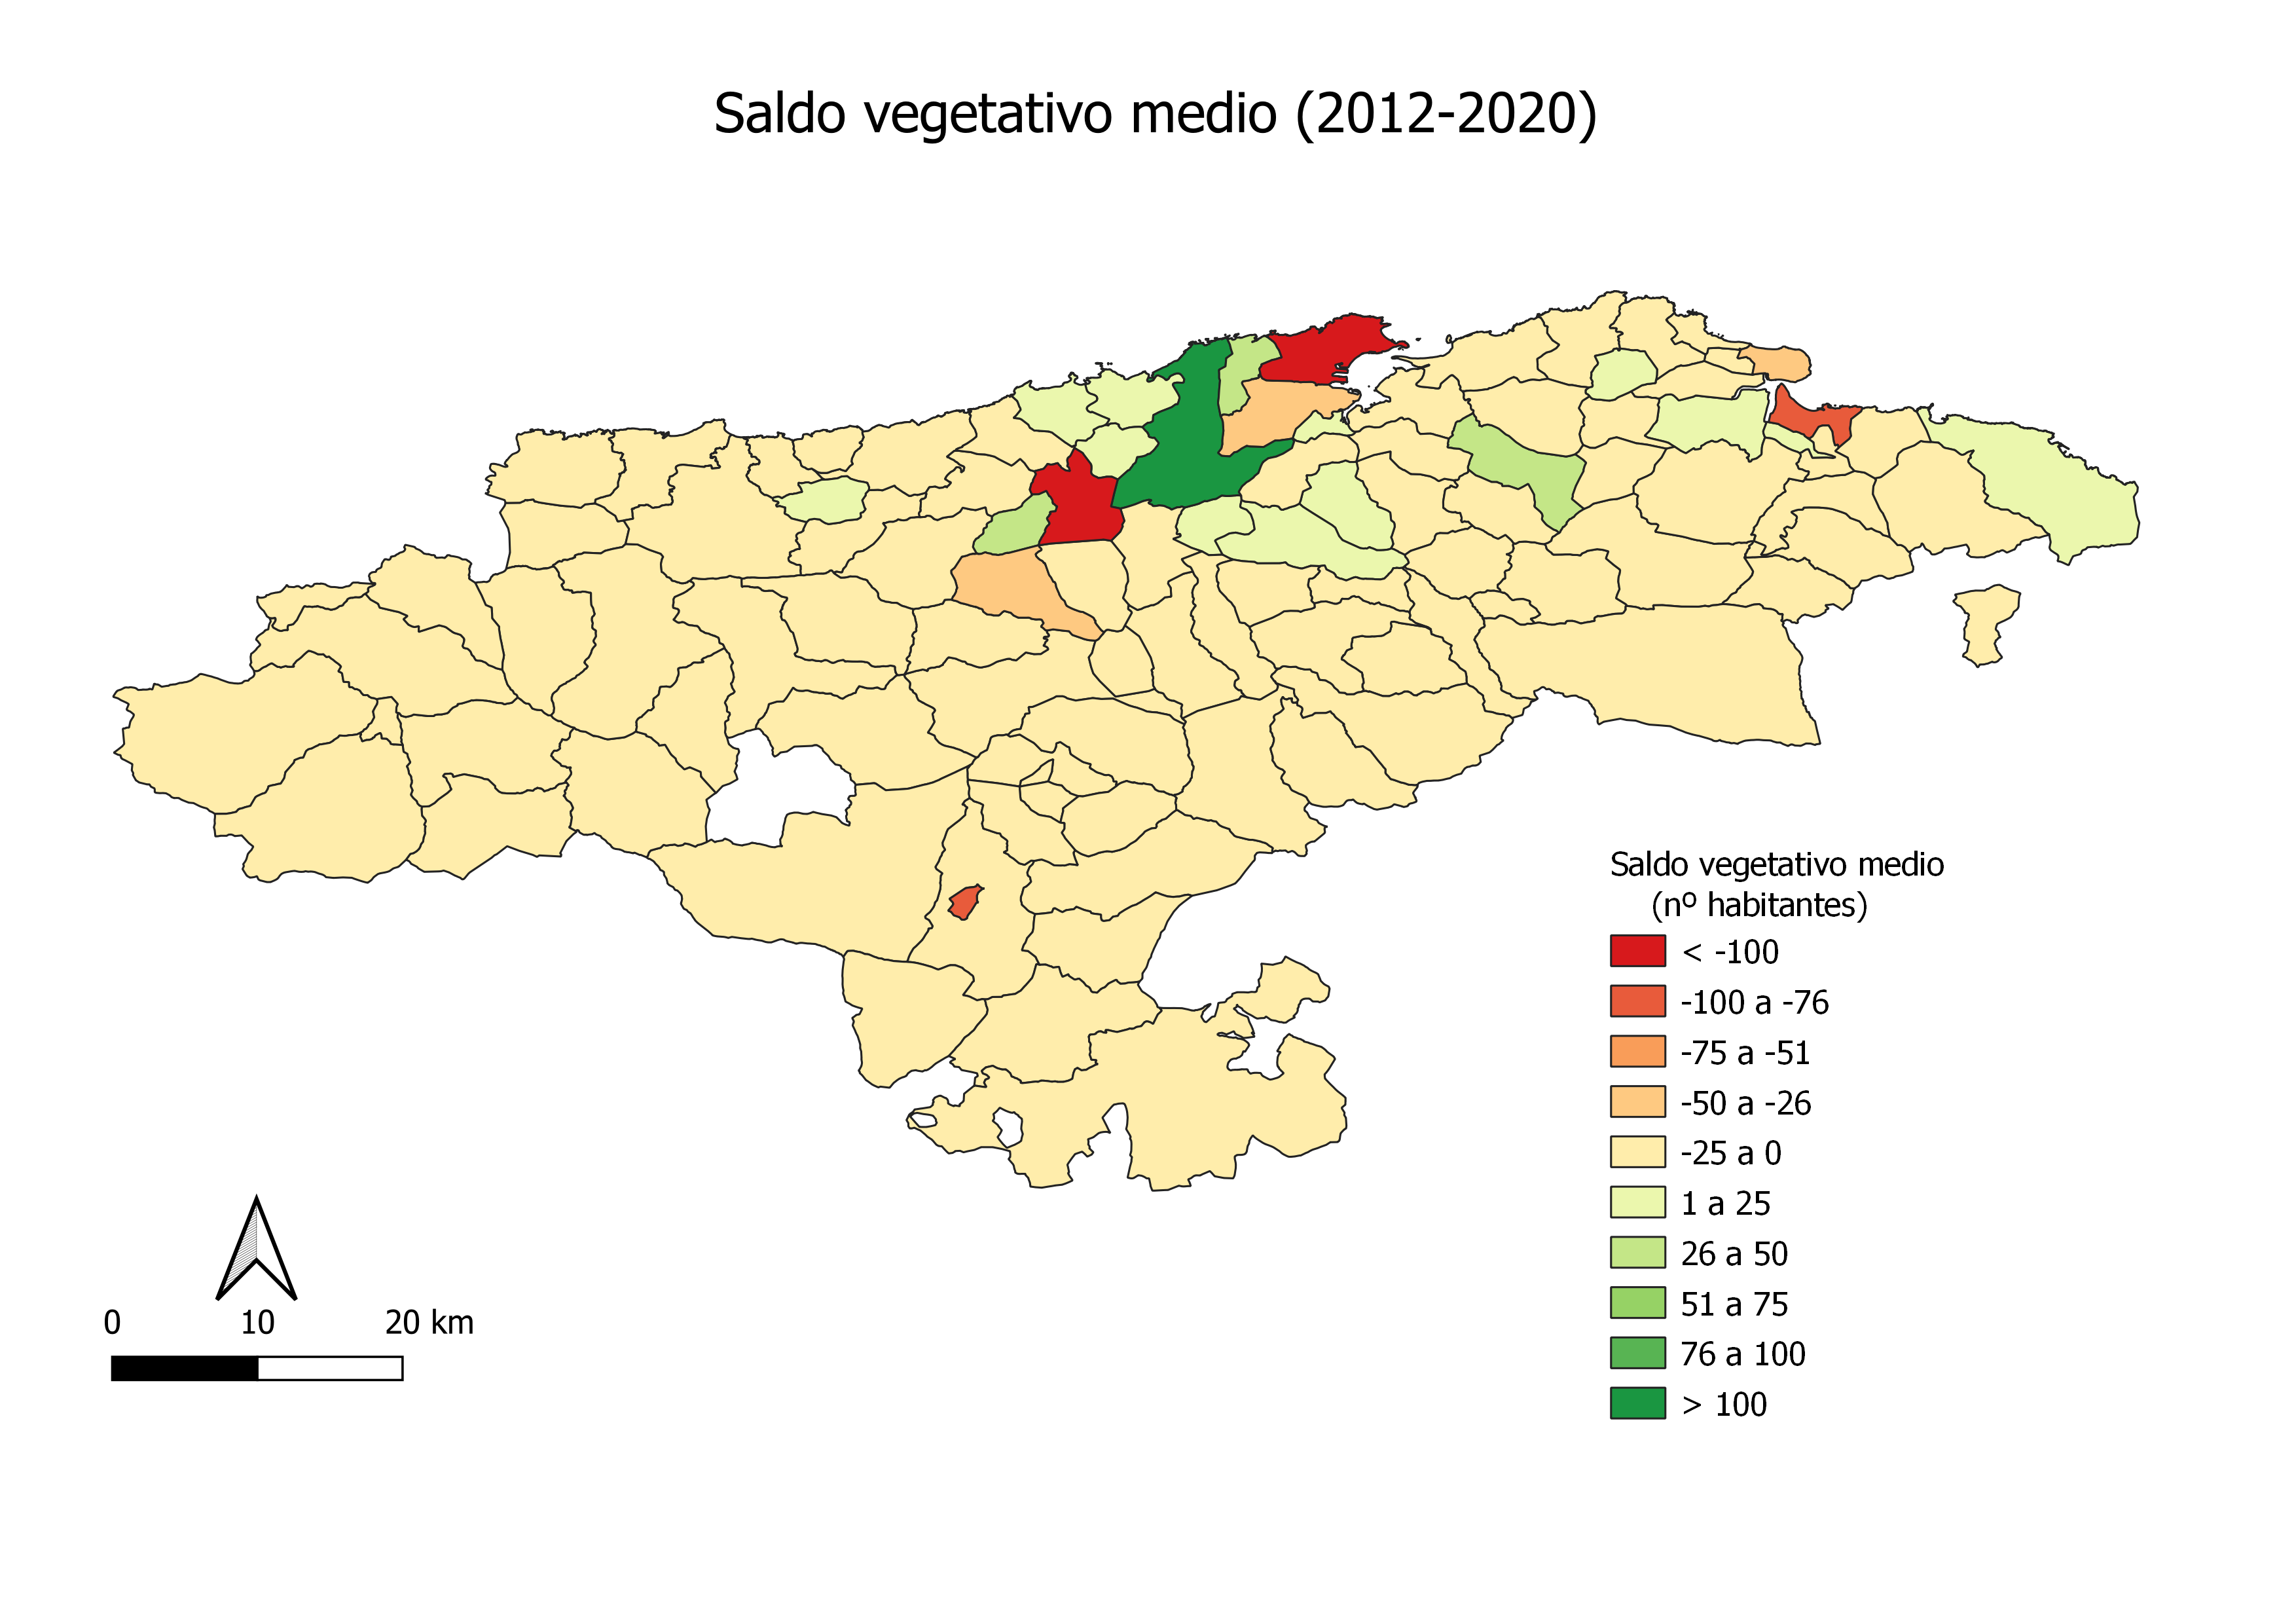 Saldo vegetativo medio (2012-2020)
Saldo vegetativo medio
(nº habitantes)
< -100
-100 a -76
-75 a -51
-50 a -26
-25 a 0
1 a 25
26 a 50
51 a 75
76 a 100
> 100
0 10 20 km